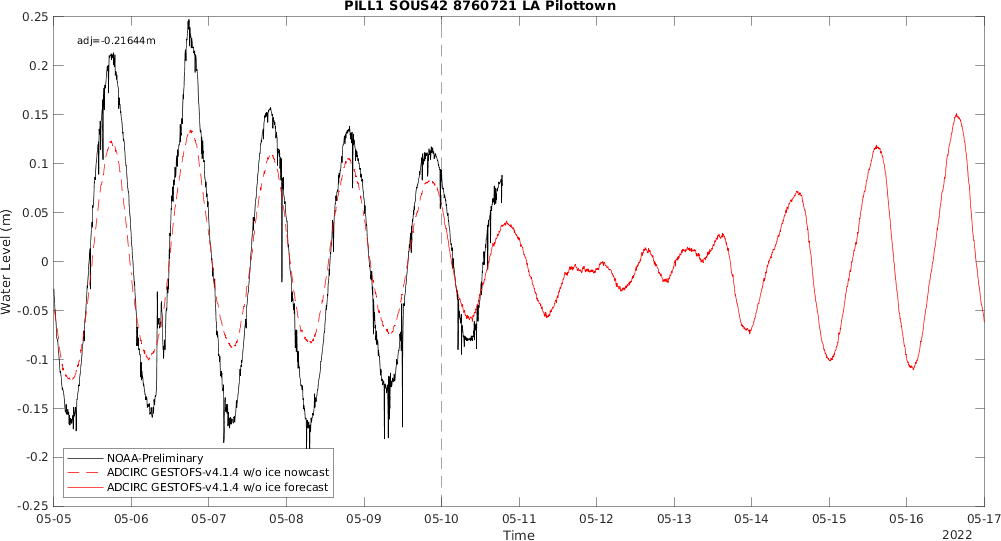 PILL1 SOUS42 8760721 LA Pilottown
adj=-0.21644m
0.25
0.2
0.15
0.1
0.05
0
-0.05
-0.1
-0.15
-0.2
-0.25
Water Level (m)
NOAA-Preliminary
ADCIRC GESTOFS-v4.1.4 w/o ice nowcast
ADCIRC GESTOFS-v4.1.4 w/o ice forecast
05-05 05-06 05-07 05-08 05-09 05-10 05-11 05-12 05-13 05-14 05-15 05-16 05-17
Time
2022